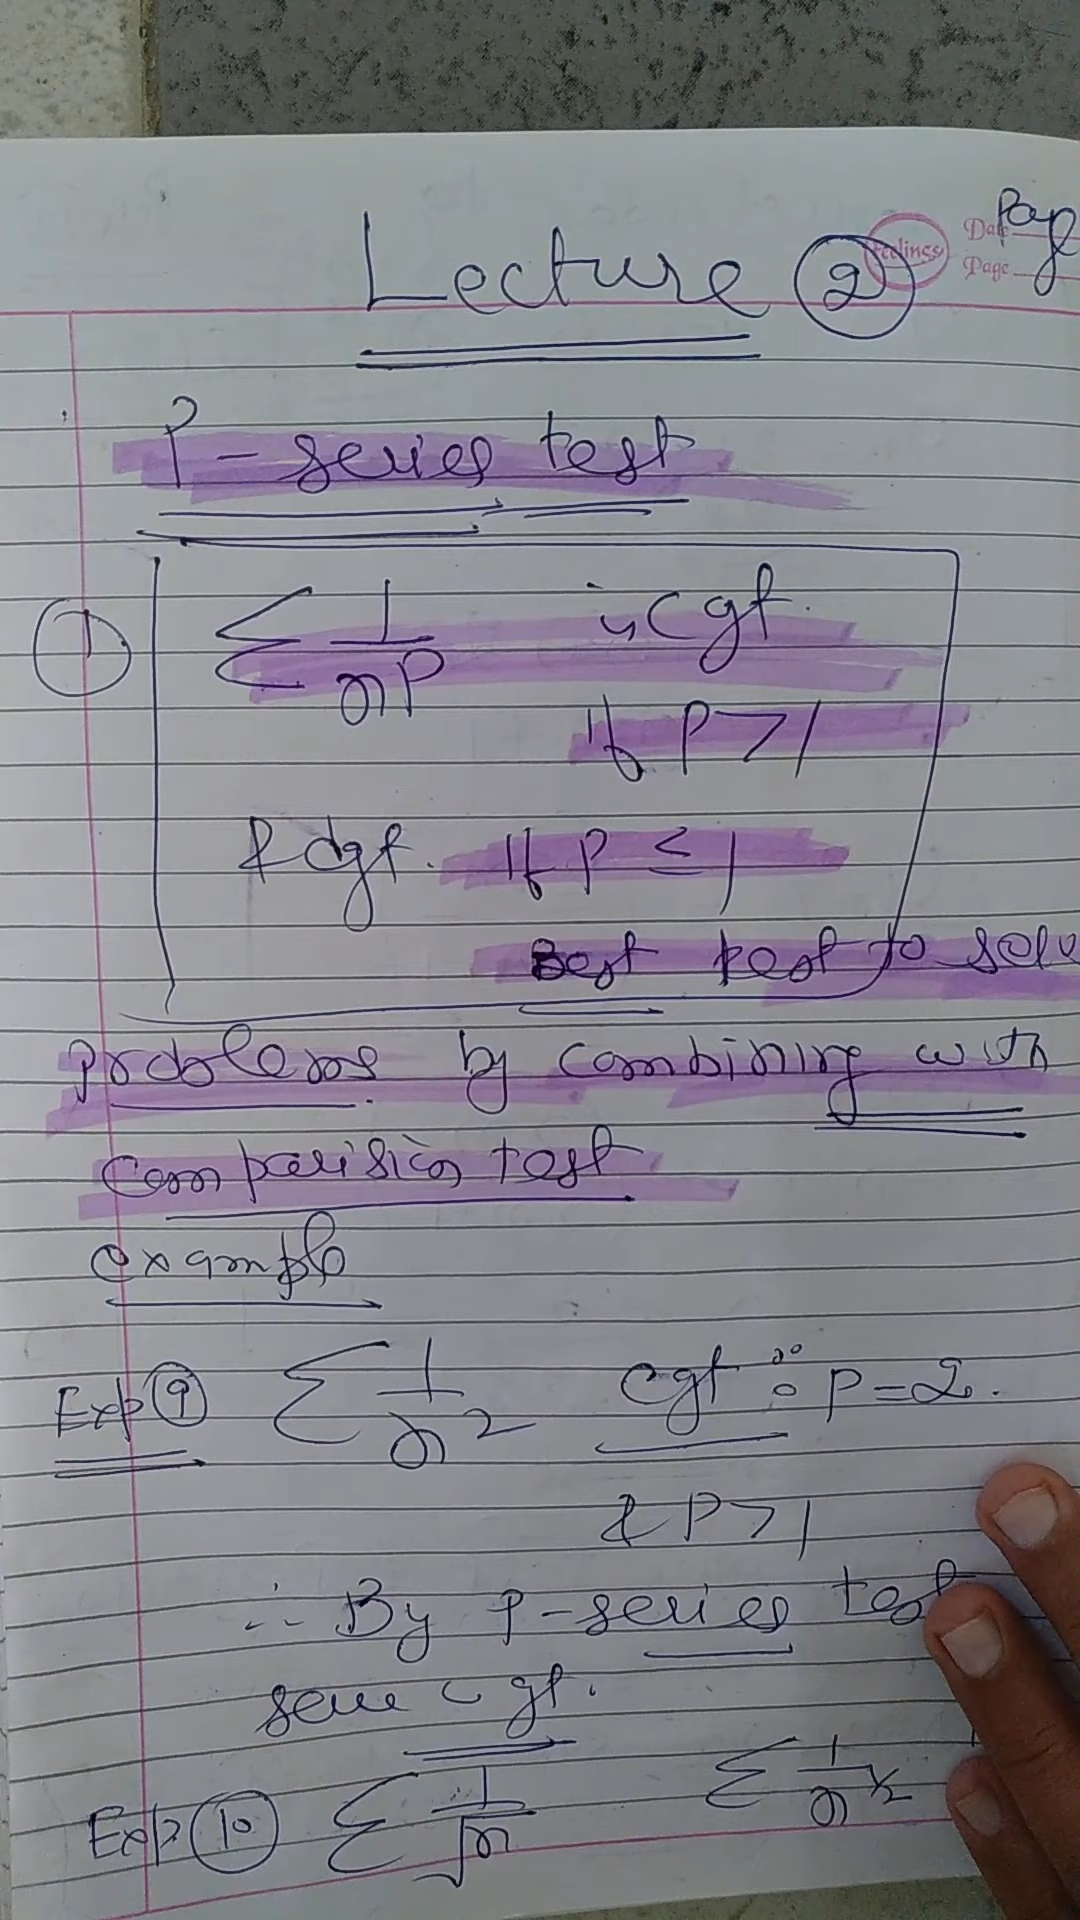 Lecture ②
Feelings
Date
Page
P-series test
① Σ 1/n^P is Cgt.
if P>1
& dgt. If P ≤ 1
Best test to solve
problems by combining with
Comparision test
example
Exp ⑨ Σ 1/n^2 Cgt ∵ P=2.
& P>1
∴ By P-series test
serie cgt.
Exp ⑩ Σ 1/√n Σ 1/n^1/2